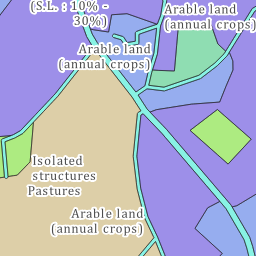 (S.L. : 10% -
30%)
Arable land
(annual crops)
Arable land
(annual crops)
Isolated
structures
Pastures
Arable land
(annual crops)